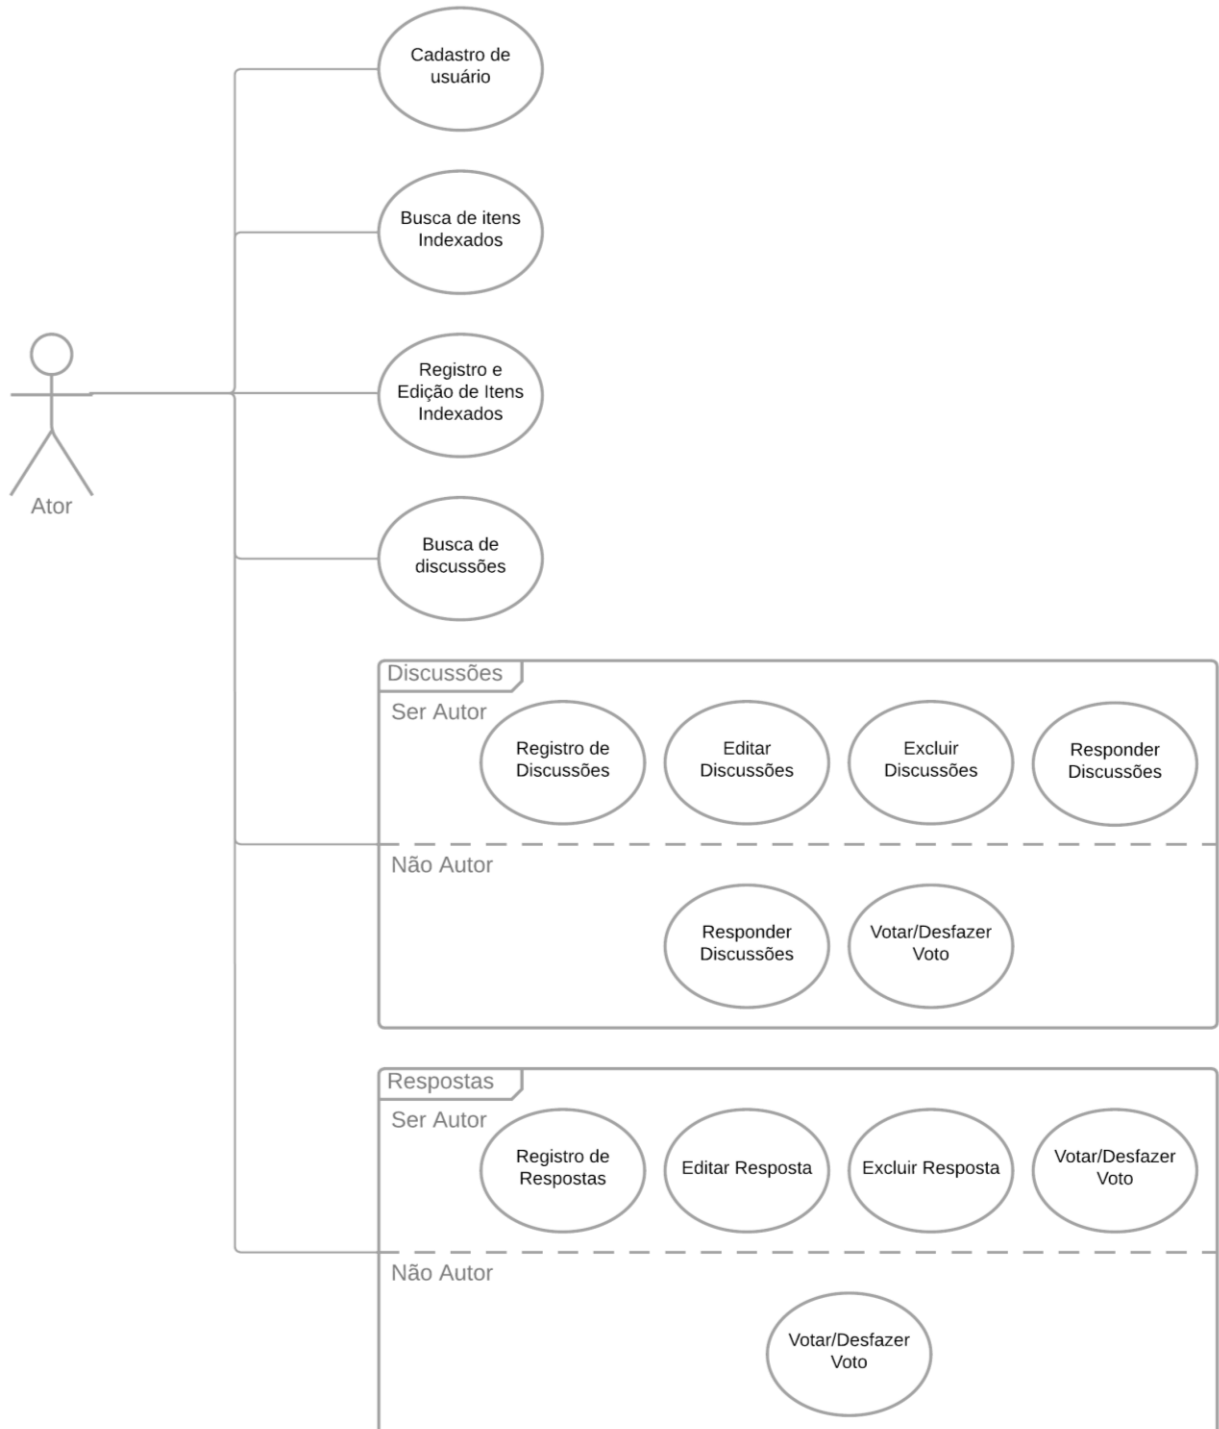 Cadastro de
usuário
Busca de itens
Indexados
Registro e
Edição de Itens
Indexados
Ator
Busca de
discussões
Discussões
Ser Autor
Registro de
Discussões
Editar
Discussões
Excluir
Discussões
Responder
Discussões
Não Autor
Responder
Discussões
Votar/Desfazer
Voto
Respostas
Ser Autor
Registro de
Respostas
Editar Resposta
Excluir Resposta
Votar/Desfazer
Voto
Não Autor
Votar/Desfazer
Voto